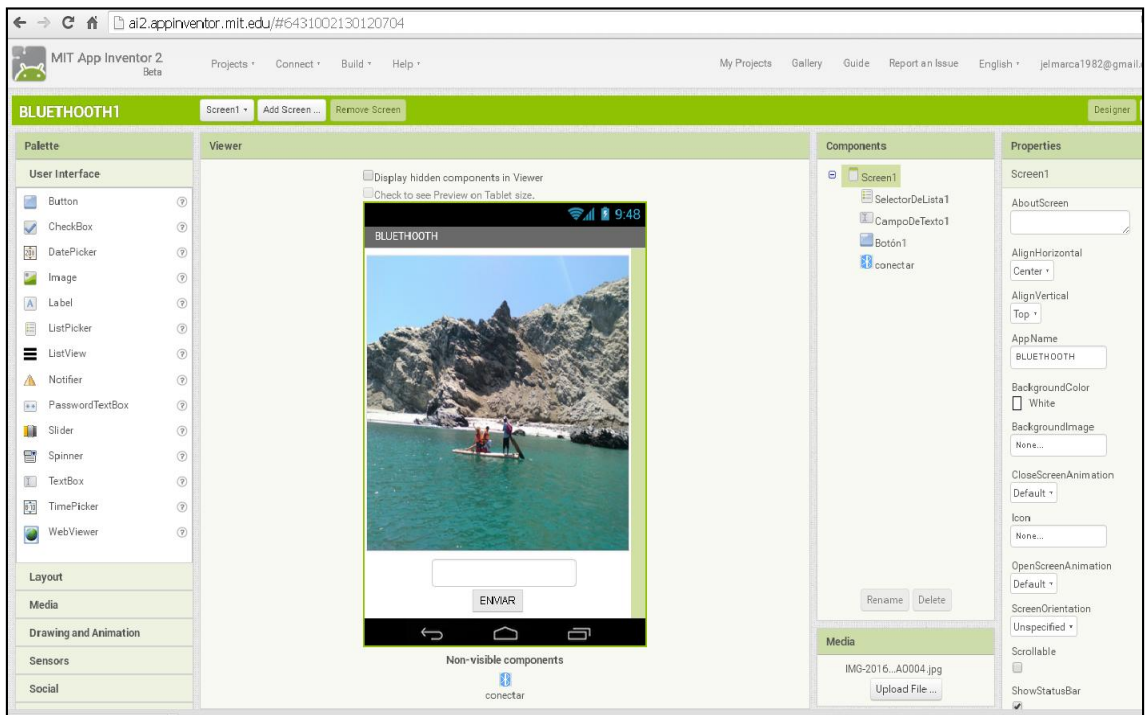 ai2.appinventor.mit.edu/#6431002130120704
MIT App Inventor 2
Beta
Projects Connect Build Help My Projects Gallery Guide Report an Issue English jelmarca1982@gmail.
BLUETHOOTH1 Screen1 Add Screen ... Remove Screen Designer
Palette
User Interface
Button
CheckBox
DatePicker
Image
Label
ListPicker
ListView
Notifier
PasswordTextBox
Slider
Spinner
TextBox
TimePicker
WebViewer
Layout
Media
Drawing and Animation
Sensors
Social
Viewer
Display hidden components in Viewer
Check to see Preview on Tablet size.
9:48
BLUETHOOTH
ENVIAR
Non-visible components
conectar
Components
Screen1
SelectorDeLista1
CampoDeTexto1
Botón1
conectar
Rename Delete
Media
IMG-2016...A0004.jpg
Upload File ...
Properties
Screen1
AboutScreen
AlignHorizontal
Center
AlignVertical
Top
AppName
BLUETHOOTH
BackgroundColor
White
BackgroundImage
None...
CloseScreenAnimation
Default
Icon
None...
OpenScreenAnimation
Default
ScreenOrientation
Unspecified
Scrollable
ShowStatusBar